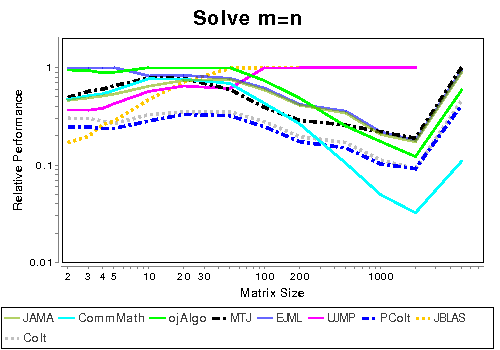 Solve m=n
Relative Performance
1
0.1
0.01
2 3 4 5 10 20 30 100 200 1000
Matrix Size
JAMA CommMath ojAlgo MTJ EJML UJMP PColt JBLAS
Colt